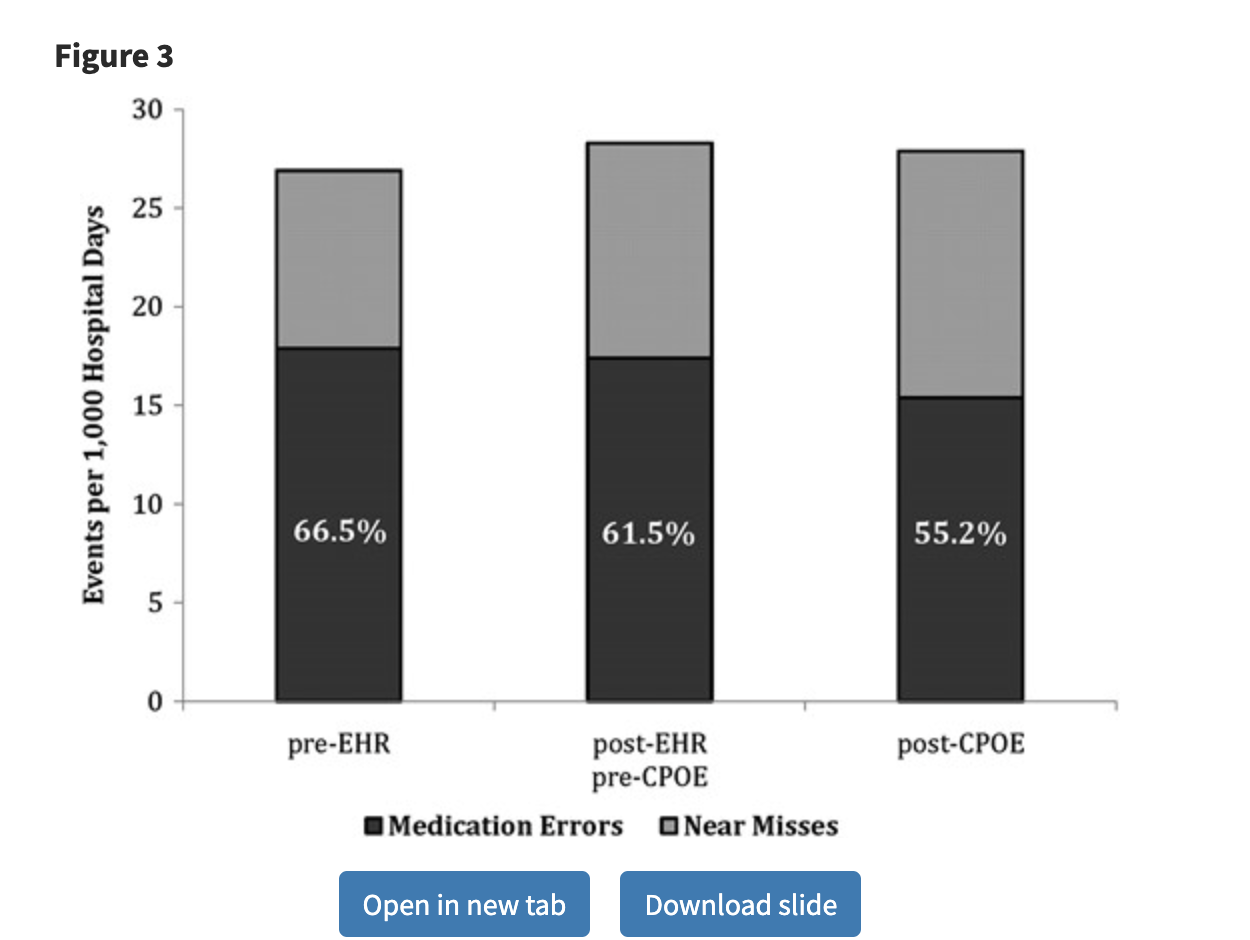 Figure 3
30
25
20
15
10
5
0
Events per 1,000 Hospital Days
66.5%
61.5%
55.2%
pre-EHR
post-EHR
pre-CPOE
post-CPOE
Medication Errors
Near Misses
Open in new tab
Download slide